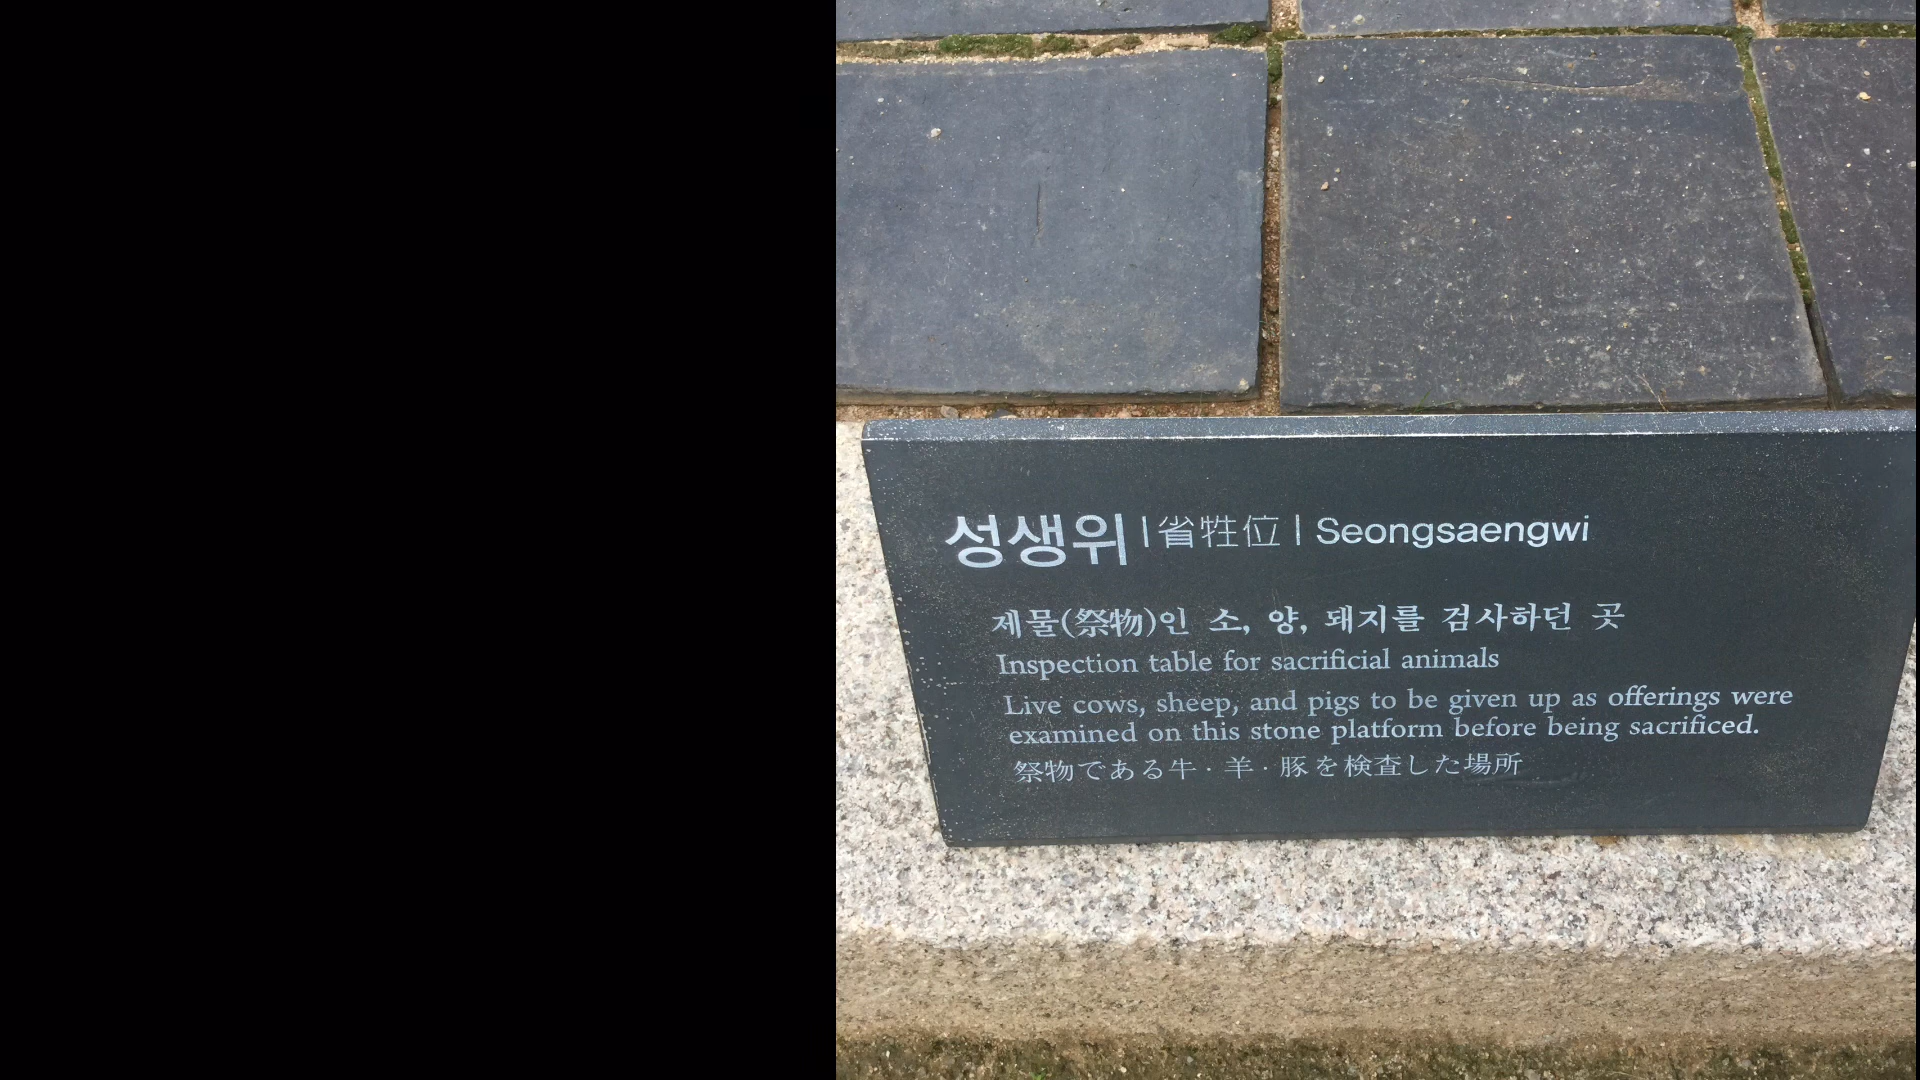 성생위 | 省牲位 | Seongsaengwi
제물(祭物)인 소, 양, 돼지를 검사하던 곳
Inspection table for sacrificial animals
Live cows, sheep, and pigs to be given up as offerings were
examined on this stone platform before being sacrificed.
祭物である牛 · 羊 · 豚を検査した場所